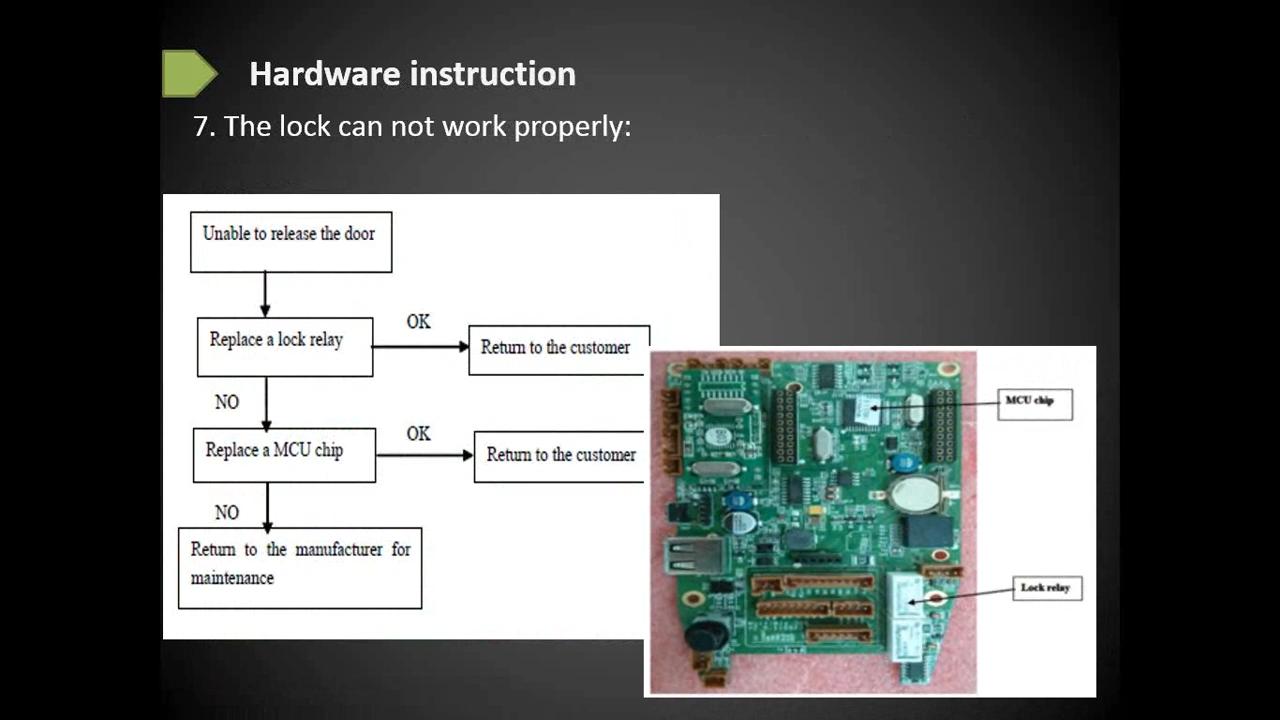 Hardware instruction
7. The lock can not work properly:
Unable to release the door
OK
Replace a lock relay
Return to the customer
NO
OK
Replace a MCU chip
Return to the customer
NO
Return to the manufacturer for
maintenance
MCU chip
Lock relay